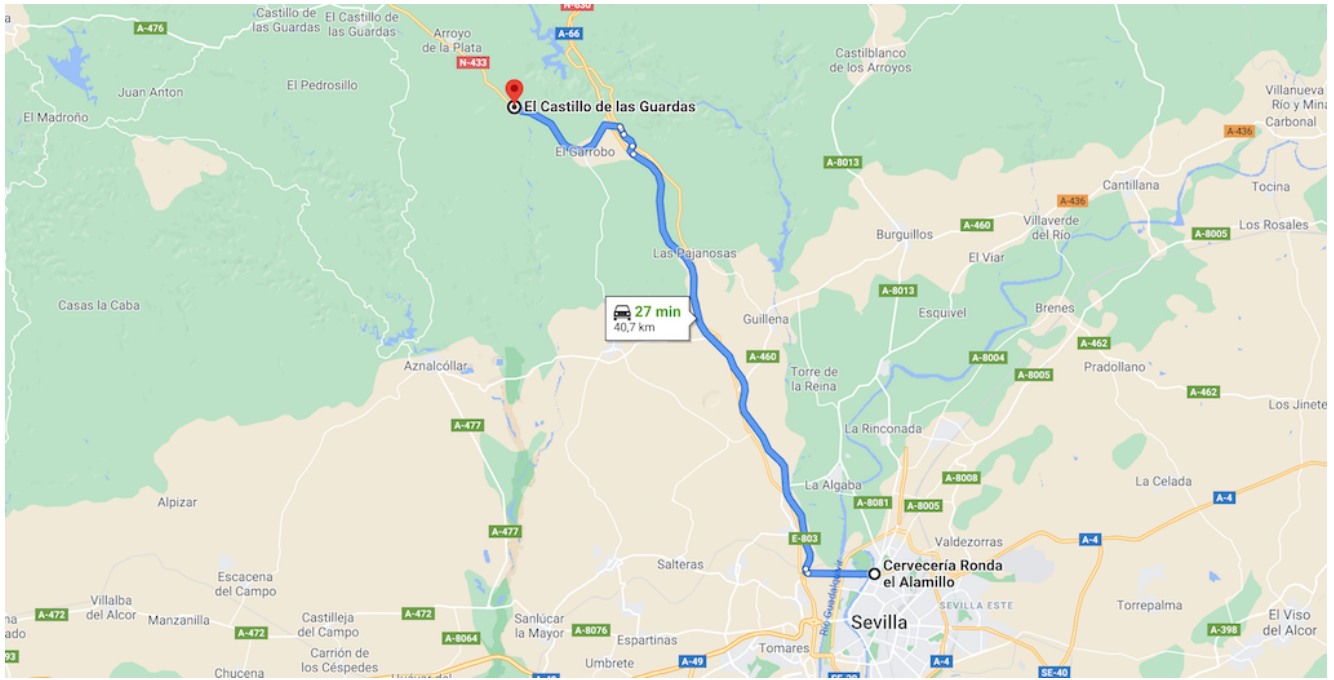 N-630
A-476
Castillo de
las Guardas
El Castillo de
las Guardas
A-66
Arroyo
de la Plata
N-433
Castilblanco
de los Arroyos
Juan Anton
El Pedrosillo
El Madroño
El Castillo de las Guardas
Villanueva
Río y Mina
Carbonal
A-436
El Garrobo
A-8013
Cantillana
Tocina
A-436
A-460
Villaverde
del Río
A-8005
Los Rosales
Burguillos
Las Pajanosas
El Viar
Casas la Caba
A-8013
27 min
40,7 km
Guillena
Esquivel
Brenes
A-462
A-460
A-8004
Aznalcóllar
Torre de
la Reina
A-8005
Pradollano
A-462
Los Jinete
A-477
La Rinconada
La Algaba
A-8008
La Celada
Alpizar
A-8081
A-8005
A-4
A-477
E-803
Valdezorras
A-4
Salteras
Río Guadalquivir
Cervecería Ronda
el Alamillo
Escacena
del Campo
Villalba
del Alcor
A-472
Manzanilla
Castilleja
del Campo
A-472
Sanlúcar
la Mayor
SEVILLA ESTE
Torrepalma
El Viso
del Alcor
ado
A-472
A-8064
A-8076
Espartinas
Sevilla
A-398
93
Carrión de
los Céspedes
Umbrete
A-49
Tomares
A-4
Chucena
SE-40